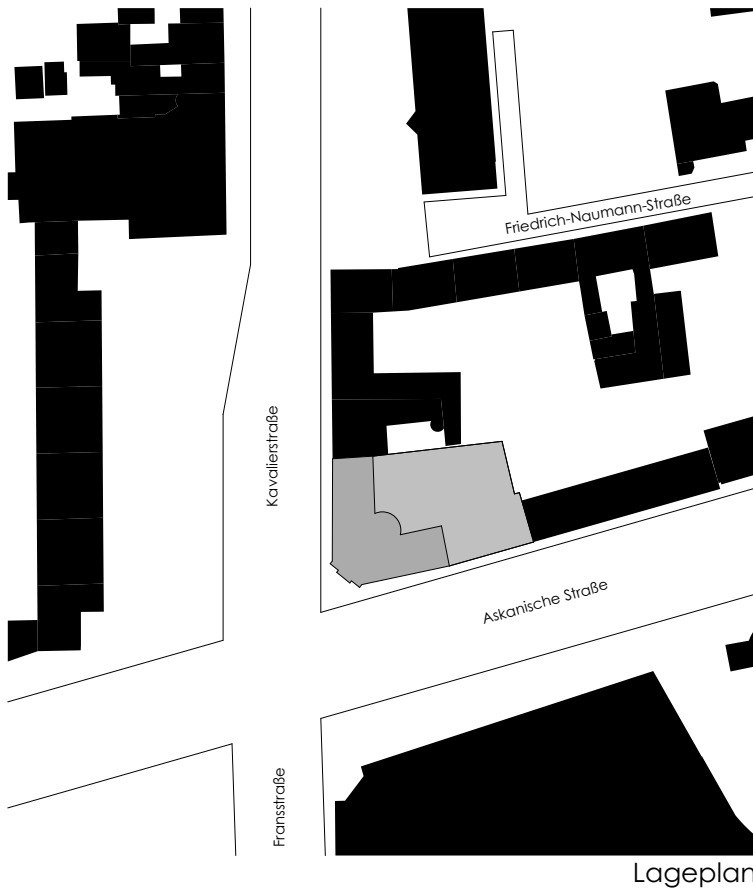 Friedrich-Naumann-Straße
Kavalierstraße
Askanische Straße
Fransstraße
Lageplan